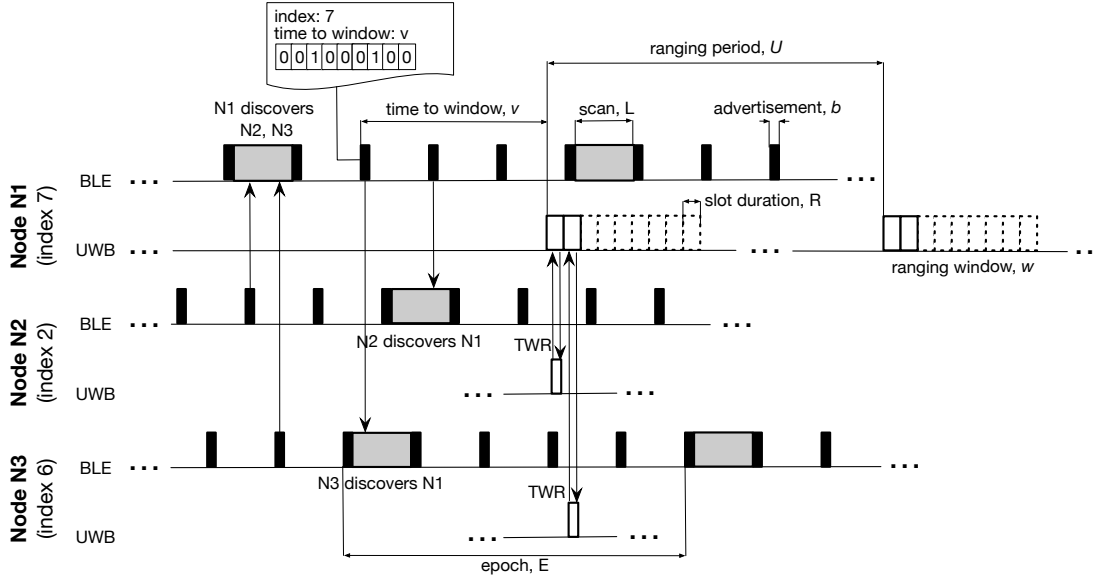 index: 7
time to window: v
0 0 1 0 0 0 1 0 0
ranging period, U
N1 discovers
N2, N3
time to window, v
scan, L
advertisement, b
Node N1
(index 7)
BLE ... ...
slot duration, R
UWB ... ... ..
ranging window, w
Node N2
(index 2)
BLE ... ...
N2 discovers N1
TWR
UWB ... ...
Node N3
(index 6)
BLE ... ...
N3 discovers N1
TWR
UWB ... ...
epoch, E